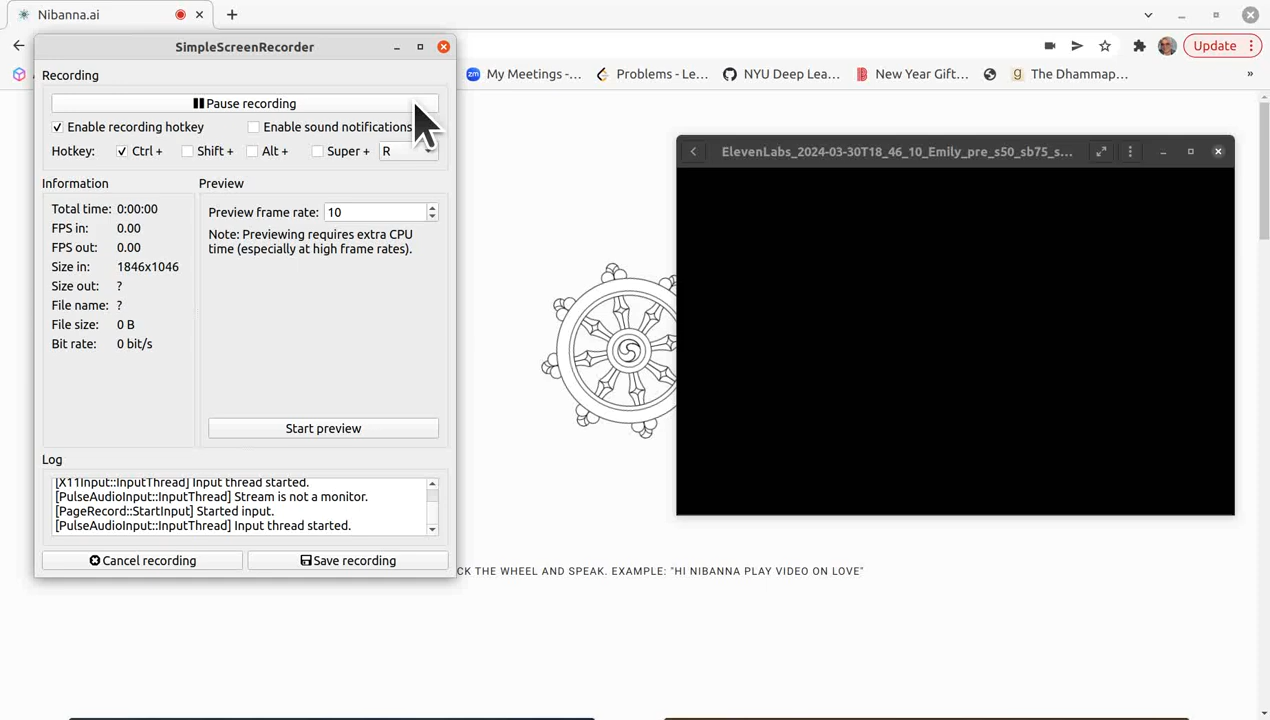 Nibanna.ai
SimpleScreenRecorder
Update
My Meetings -...
Problems - Le...
NYU Deep Lea...
New Year Gift...
The Dhammap...
»
Recording
Pause recording
Enable recording hotkey
Enable sound notifications
Hotkey:
Ctrl +
Shift +
Alt +
Super +
R
Information
Total time: 0:00:00
FPS in: 0.00
FPS out: 0.00
Size in: 1846x1046
Size out: ?
File name: ?
File size: 0 B
Bit rate: 0 bit/s
Preview
Preview frame rate: 10
Note: Previewing requires extra CPU
time (especially at high frame rates).
Start preview
Log
[X11Input::InputThread] Input thread started.
[PulseAudioInput::InputThread] Stream is not a monitor.
[PageRecord::StartInput] Started input.
[PulseAudioInput::InputThread] Input thread started.
Cancel recording
Save recording
ElevenLabs_2024-03-30T18_46_10_Emily_pre_s50_sb75_s...
CK THE WHEEL AND SPEAK. EXAMPLE: "HI NIBANNA PLAY VIDEO ON LOVE"